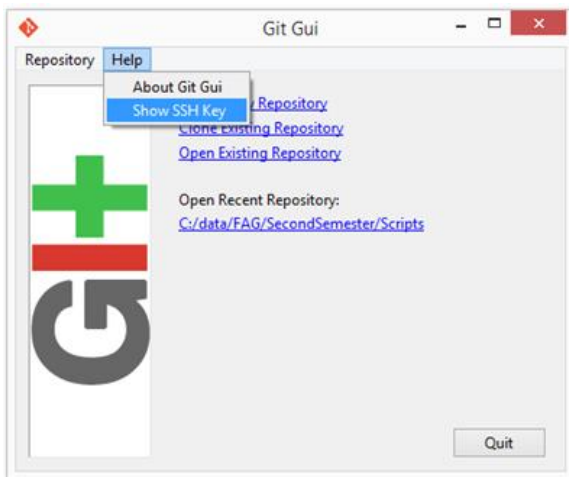 Git Gui
Repository Help
About Git Gui
Show SSH Key
Repository
Clone Existing Repository
Open Existing Repository
Open Recent Repository:
C:/data/FAG/SecondSemester/Scripts
GIt
Quit